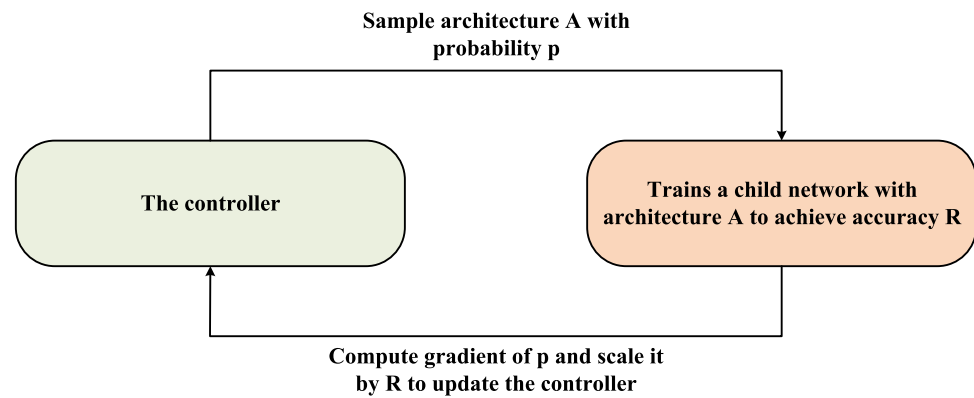 Sample architecture A with
probability p
The controller
Trains a child network with
architecture A to achieve accuracy R
Compute gradient of p and scale it
by R to update the controller